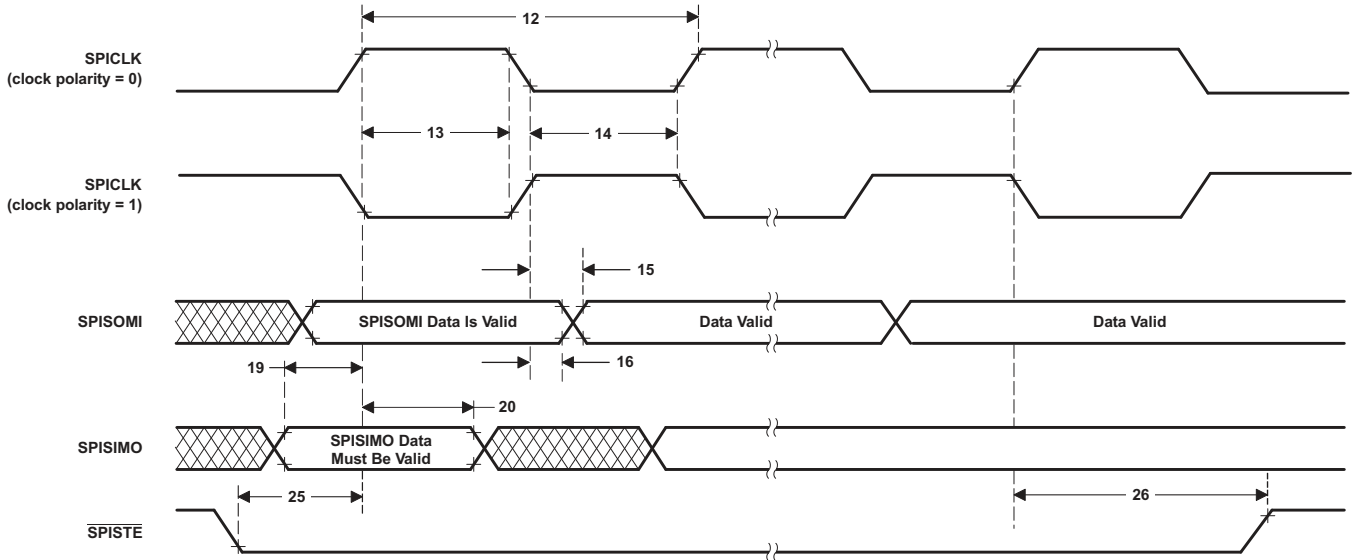 12
SPICLK
(clock polarity = 0)
13
14
SPICLK
(clock polarity = 1)
15
SPISOMI
SPISOMI Data Is Valid
Data Valid
Data Valid
19
16
20
SPISIMO
SPISIMO Data
Must Be Valid
25
26
SPISTE